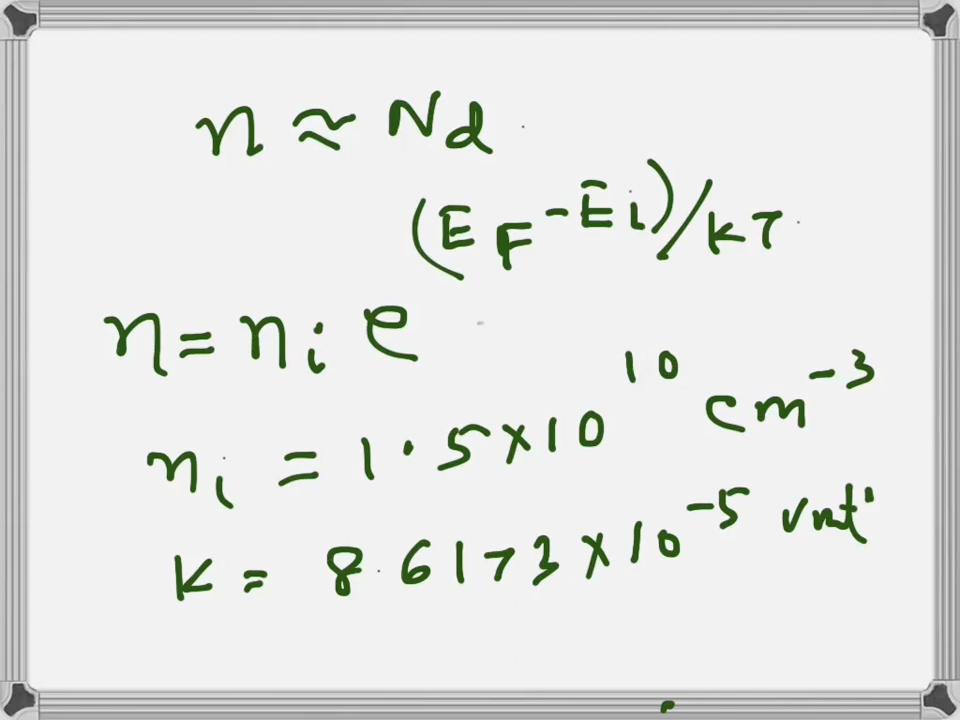 n ≈ Nd
(EF-Ei)/kT
n = ni e
ni = 1.5×10^10 cm^-3
K = 8.6173×10^-5